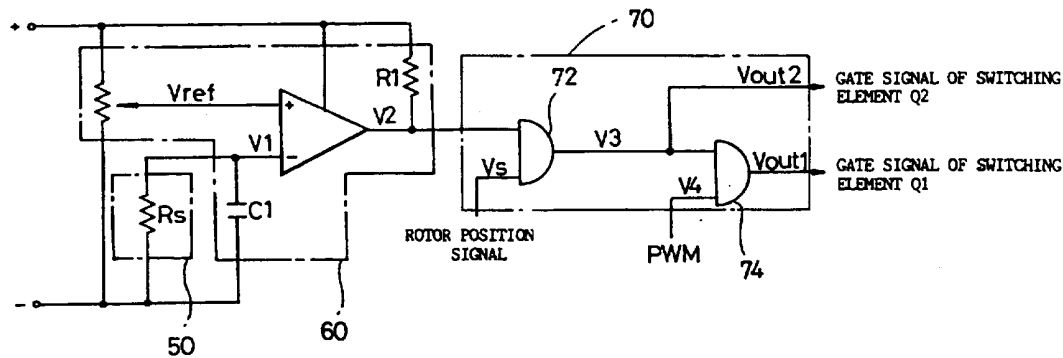 +
70
72
R1
Vout2
GATE SIGNAL OF SWITCHING
ELEMENT Q2
Vref
+
V2
V1
-
V3
Vout1
GATE SIGNAL OF SWITCHING
ELEMENT Q1
Vs
V4
Rs
C1
ROTOR POSITION
SIGNAL
PWM
74
-
50
60